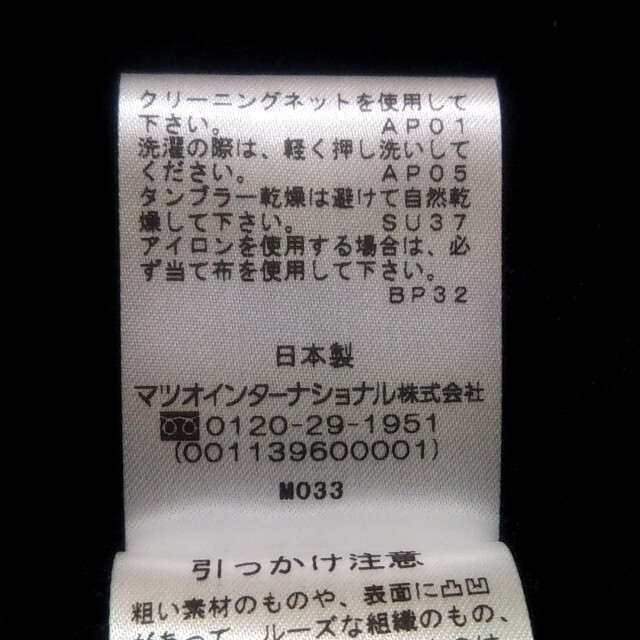 クリーニングネットを使用して
下さい。 AP01
洗濯の際は、軽く押し洗いして
ください。 AP05
タンブラー乾燥は避けて自然乾
燥して下さい。 SU37
アイロンを使用する場合は、必
ず当て布を使用して下さい。
BP32
日本製
マツオインターナショナル株式会社
0120-29-1951
(001139600001)
M033
引っかけ注意
粗い素材のものや、表面に凸凹
があって、ルーズな組織のもの、